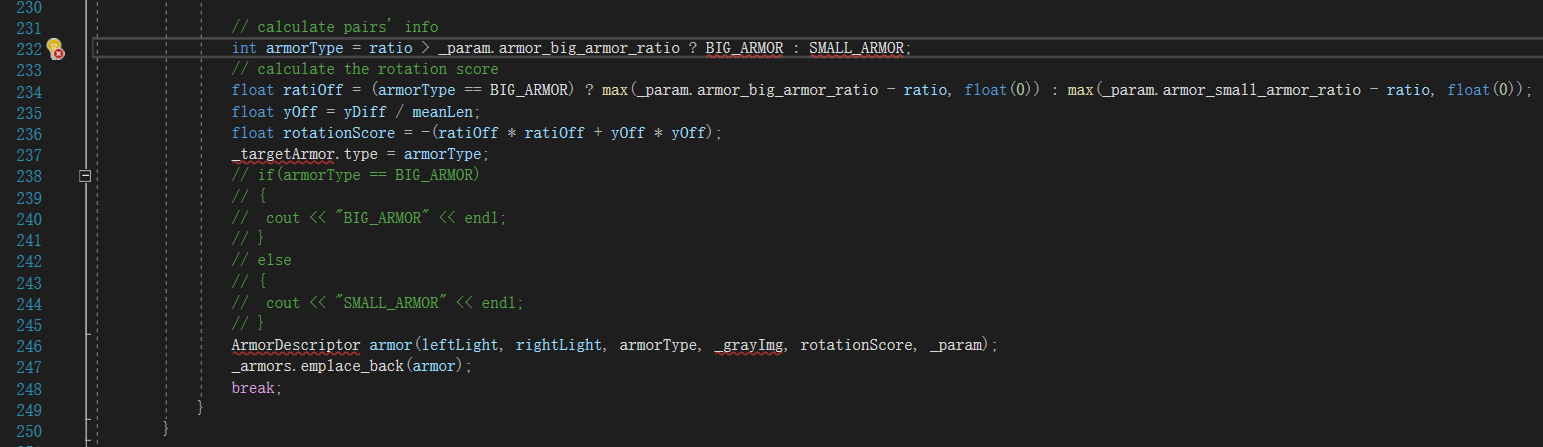 230
231 // calculate pairs' info
232 int armorType = ratio > _param.armor_big_armor_ratio ? BIG_ARMOR : SMALL_ARMOR;
233 // calculate the rotation score
234 float ratiOff = (armorType == BIG_ARMOR) ? max(_param.armor_big_armor_ratio - ratio, float(0)) : max(_param.armor_small_armor_ratio - ratio, float(0));
235 float yOff = yDiff / meanLen;
236 float rotationScore = -(ratiOff * ratiOff + yOff * yOff);
237 _targetArmor.type = armorType;
238 // if(armorType == BIG_ARMOR)
239 // {
240 //  cout << "BIG_ARMOR" << endl;
241 // }
242 // else
243 // {
244 //  cout << "SMALL_ARMOR" << endl;
245 // }
246 ArmorDescriptor armor(leftLight, rightLight, armorType, _grayImg, rotationScore, _param);
247 _armors.emplace_back(armor);
248 break;
249 }
250 }